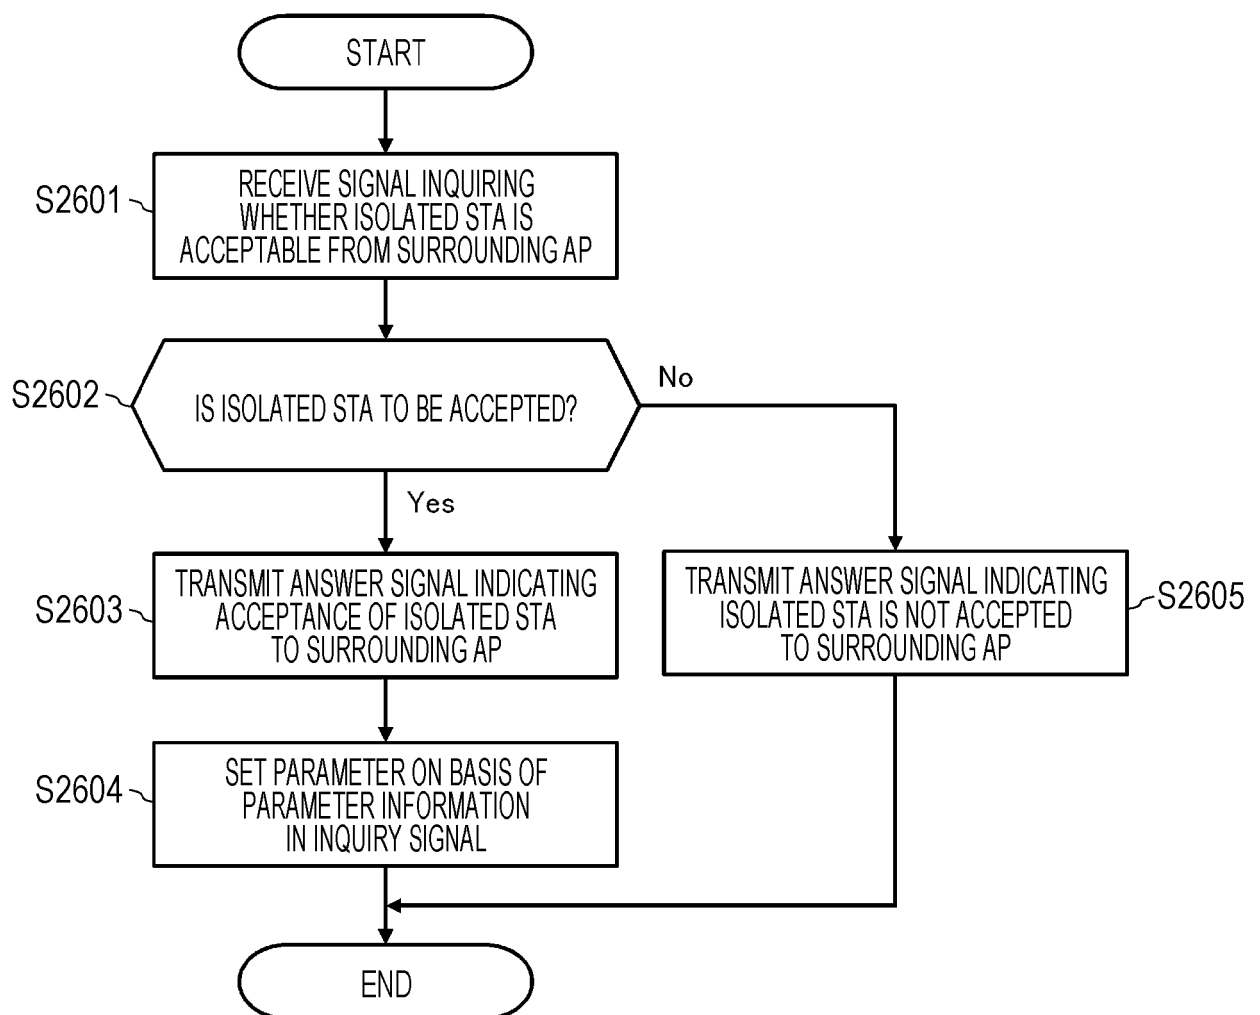 START
S2601
RECEIVE SIGNAL INQUIRING
WHETHER ISOLATED STA IS
ACCEPTABLE FROM SURROUNDING AP
S2602
IS ISOLATED STA TO BE ACCEPTED?
No
Yes
S2603
TRANSMIT ANSWER SIGNAL INDICATING
ACCEPTANCE OF ISOLATED STA
TO SURROUNDING AP
TRANSMIT ANSWER SIGNAL INDICATING
ISOLATED STA IS NOT ACCEPTED
TO SURROUNDING AP
S2605
S2604
SET PARAMETER ON BASIS OF
PARAMETER INFORMATION
IN INQUIRY SIGNAL
END